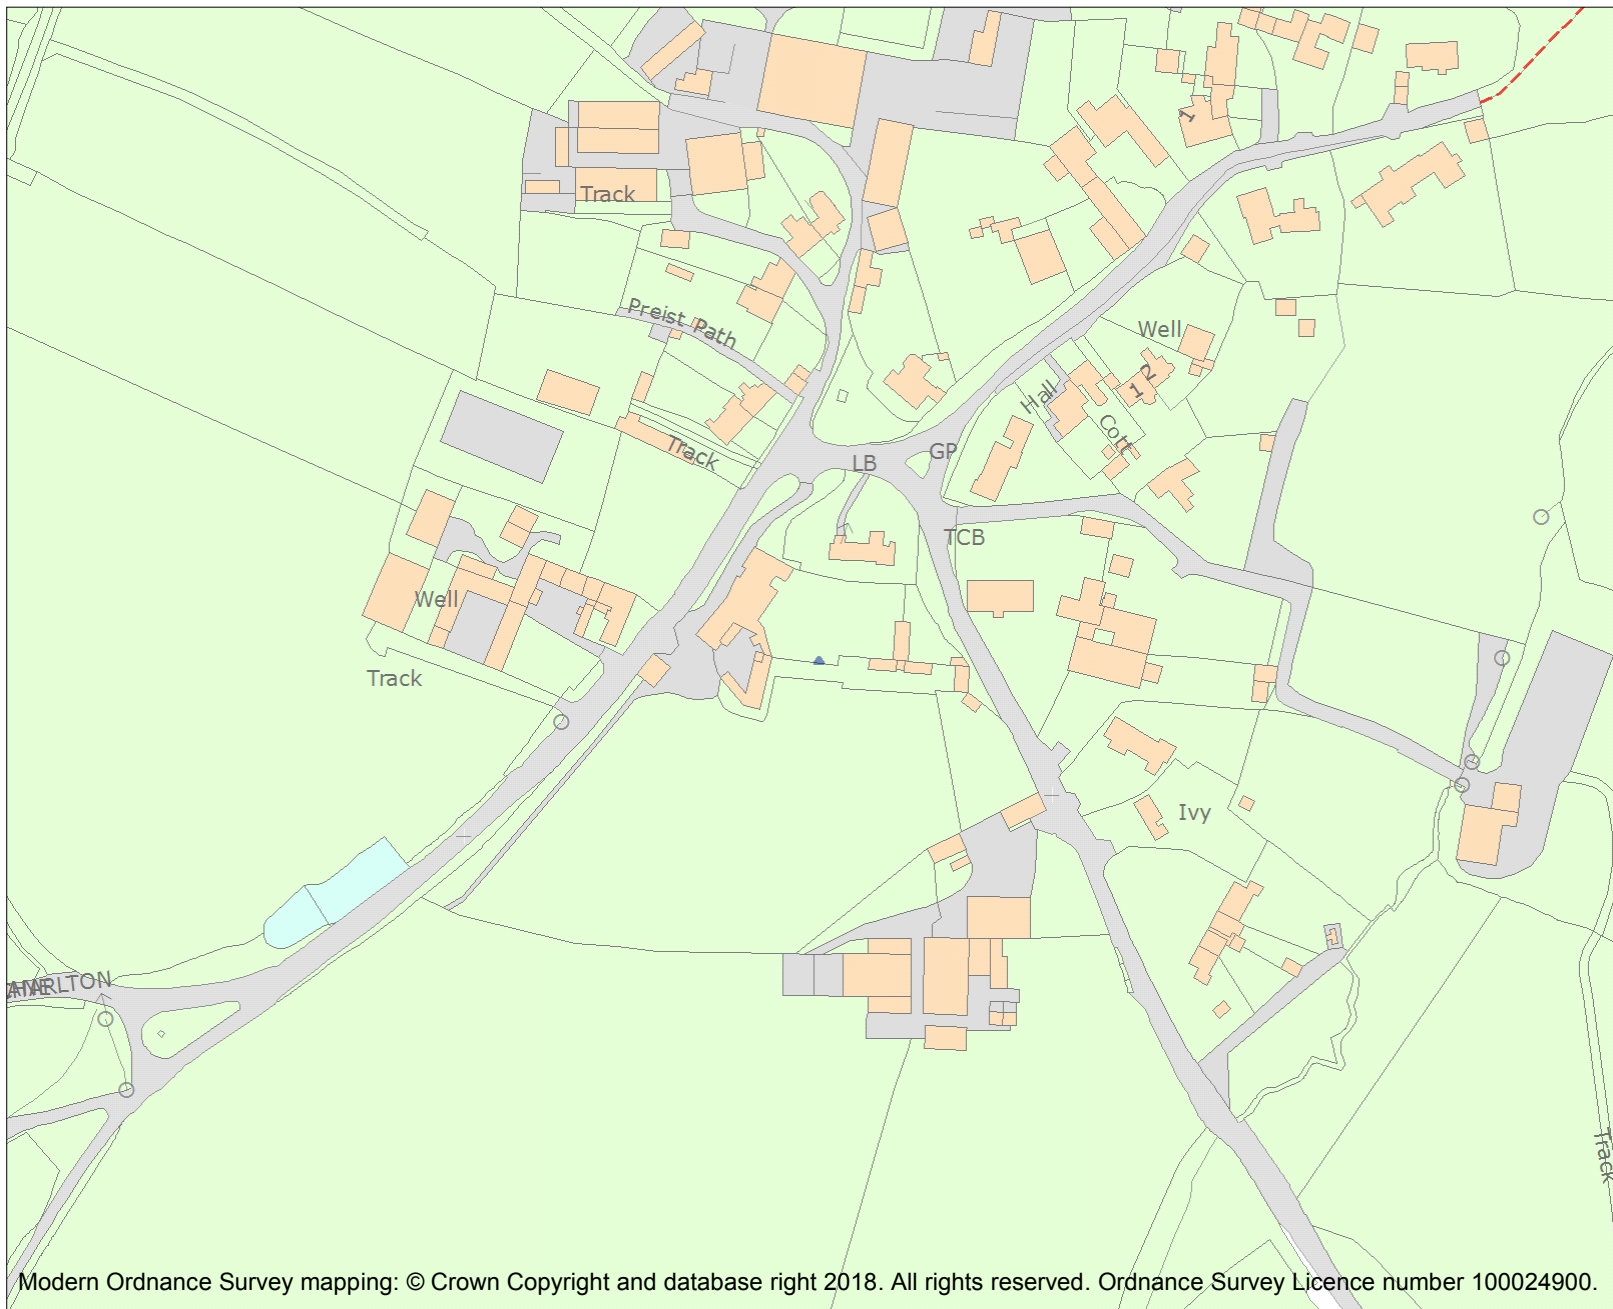 1
Track
Preist Path
Well
Hall
1 2
Cott
Track
LB
GP
TCB
Well
Track
Ivy
Track
Modern Ordnance Survey mapping: © Crown Copyright and database right 2018. All rights reserved. Ordnance Survey Licence number 100024900.